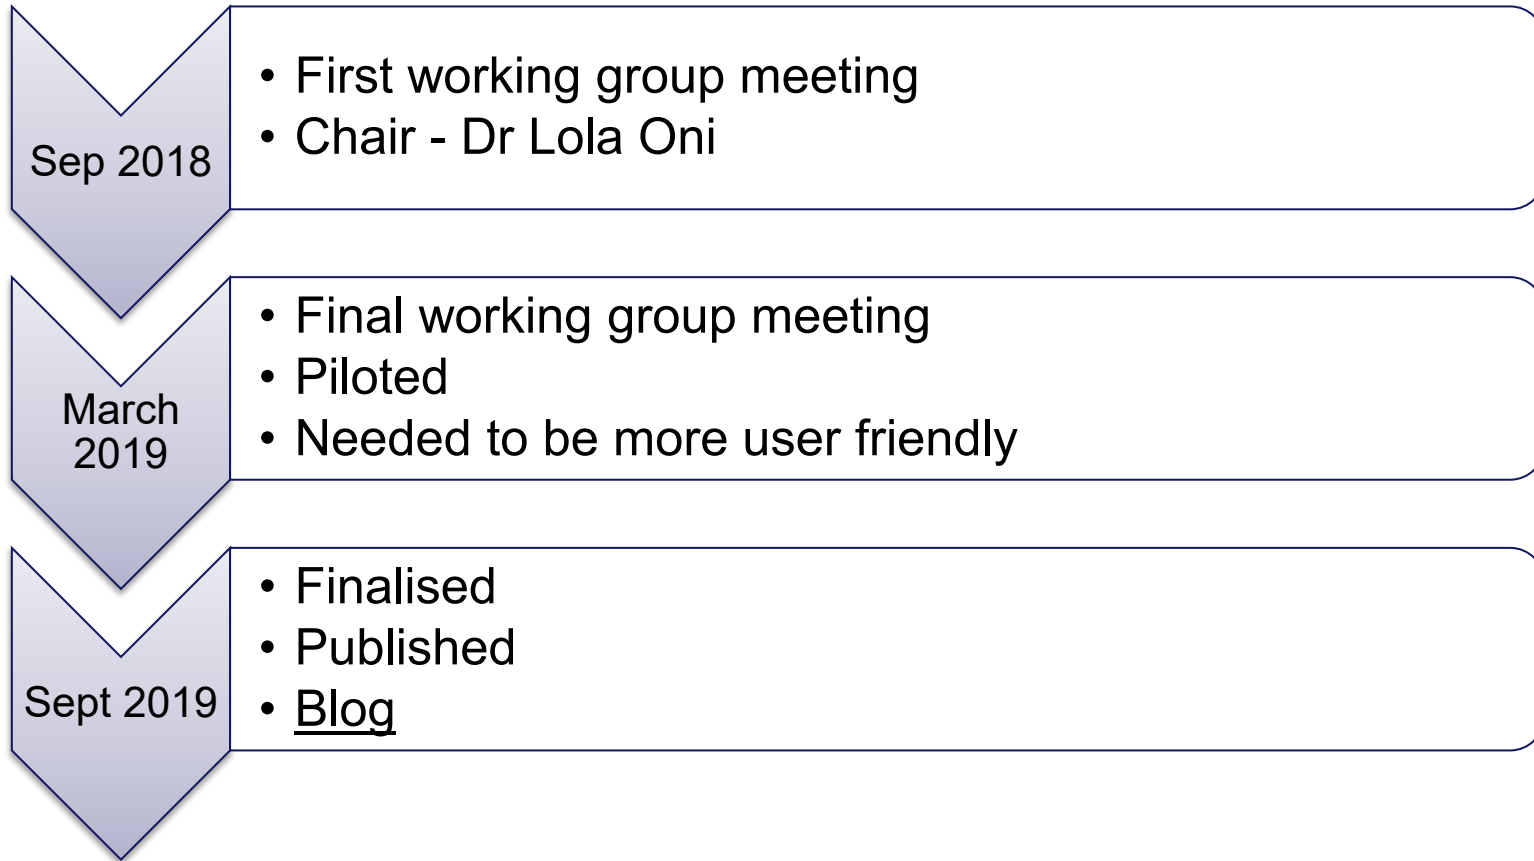 Sep 2018
• First working group meeting
• Chair - Dr Lola Oni
March
2019
• Final working group meeting
• Piloted
• Needed to be more user friendly
Sept 2019
• Finalised
• Published
• Blog